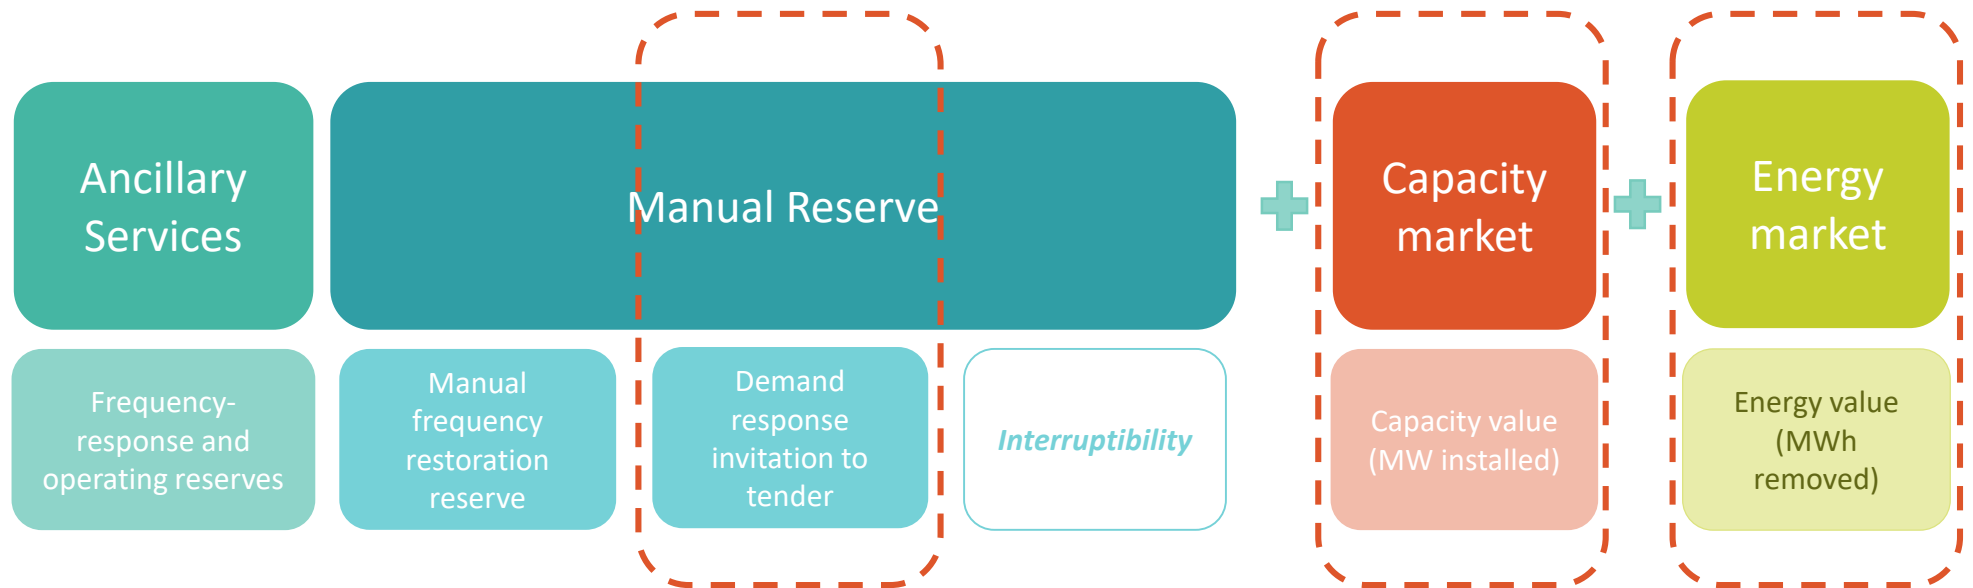 Ancillary
Services
Manual Reserve
Capacity
market
Energy
market
Frequency-
response and
operating reserves
Manual
frequency
restoration
reserve
Demand
response
invitation to
tender
Interruptibility
Capacity value
(MW installed)
Energy value
(MWh
removed)